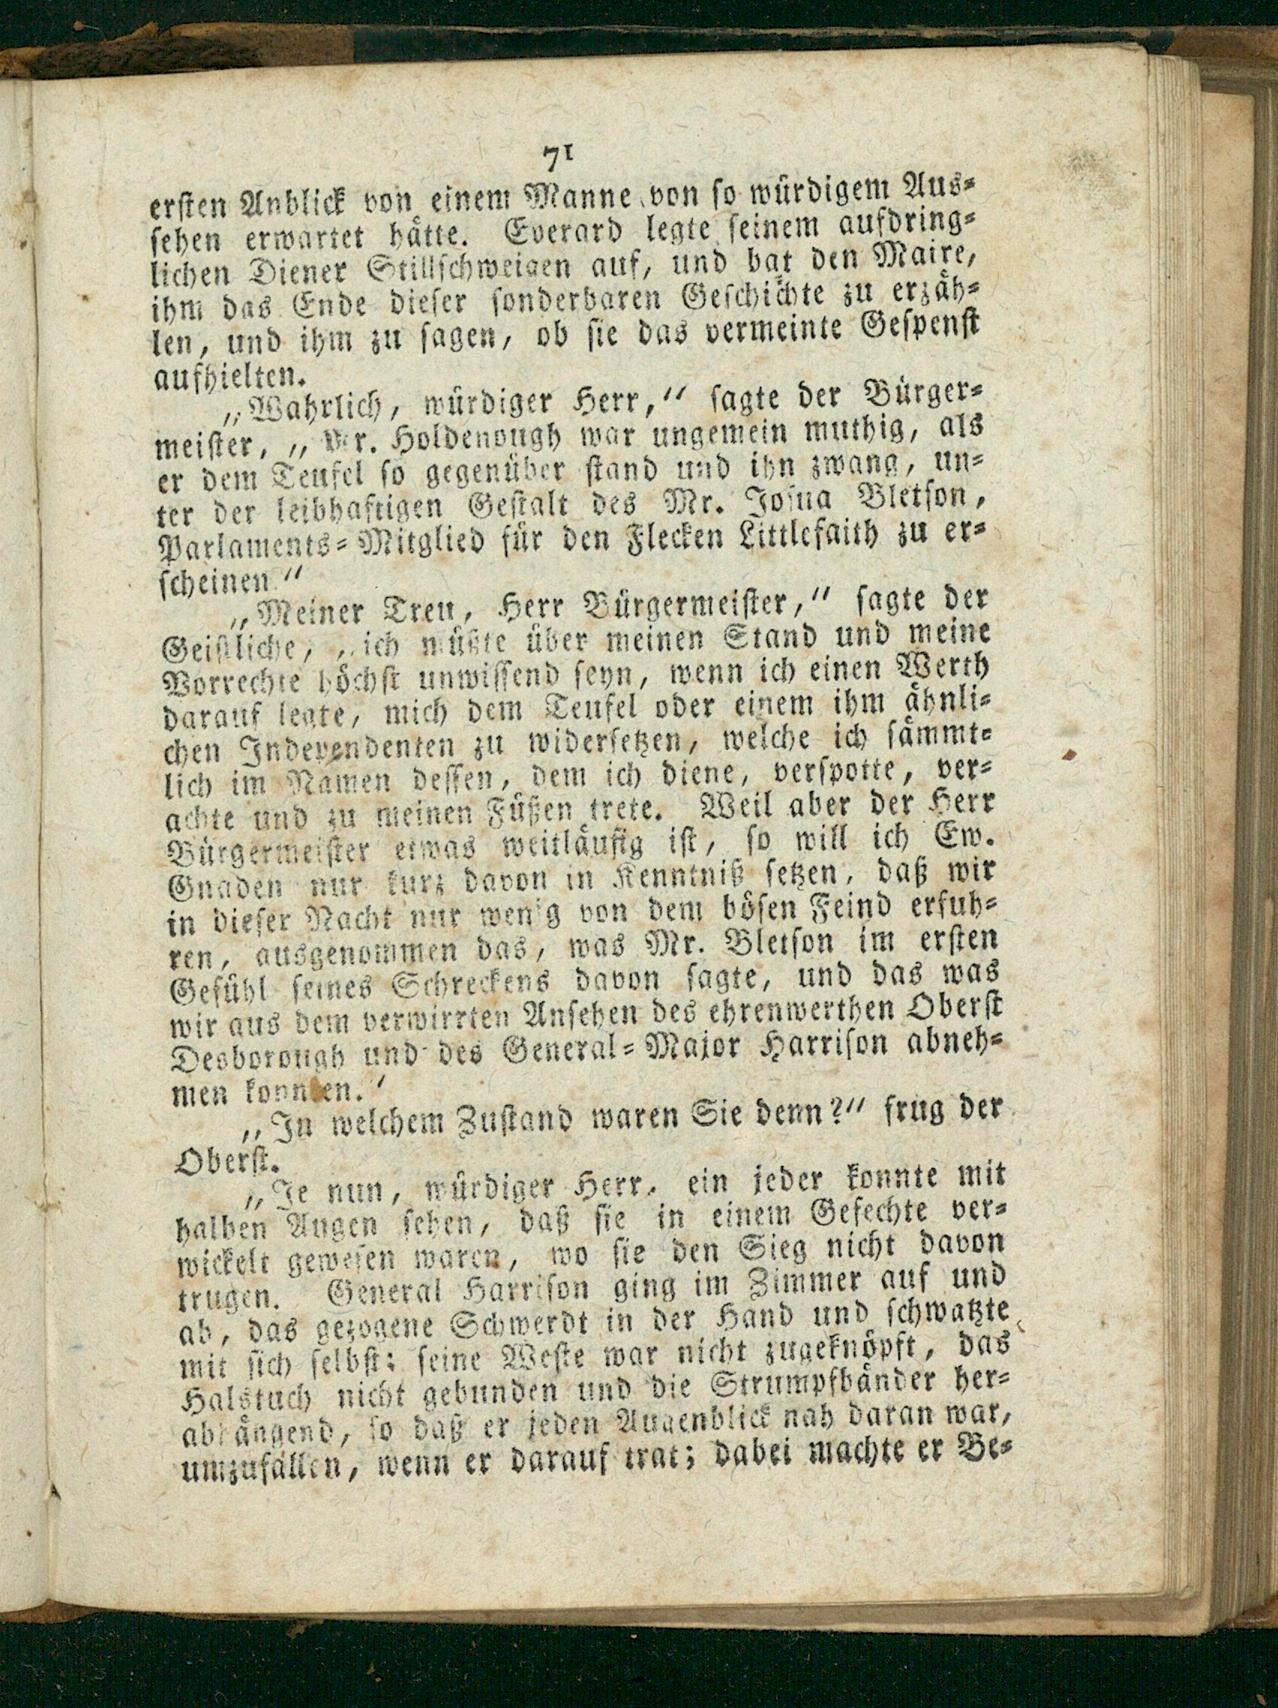 71
ersten Anblick von einem Manne von so würdigem Aus-
sehen erwartet hätte. Everard legte seinem aufdring-
lichen Diener Stillschweigen auf, und bat den Maire,
ihm das Ende dieser sonderbaren Geschichte zu erzäh-
len, und ihm zu sagen, ob sie das vermeinte Gespenst
aufhielten.
„Wahrlich, würdiger Herr,“ sagte der Bürger-
meister, „Mr. Holdenough war ungemein muthig, als
er dem Teufel so gegenüber stand und ihn zwang, un-
ter der leibhaftigen Gestalt des Mr. Josua Bletson,
Parlaments-Mitglied für den Flecken Littlefaith zu er-
scheinen“
„Meiner Treu, Herr Bürgermeister,“ sagte der
Geistliche, „ich müßte über meinen Stand und meine
Vorrechte höchst unwissend seyn, wenn ich einen Werth
darauf legte, mich dem Teufel oder einem ihm ähnli-
chen Independenten zu widersetzen, welche ich sämmt-
lich im Namen dessen, dem ich diene, verspotte, ver-
achte und zu meinen Füßen trete. Weil aber der Herr
Bürgermeister etwas weitläufig ist, so will ich Ew.
Gnaden nur kurz davon in Kenntniß setzen, daß wir
in dieser Nacht nur wenig von dem bösen Feind erfuh-
ren, ausgenommen das, was Mr. Bletson im ersten
Gefühl seines Schreckens davon sagte, und das was
wir aus dem verwirrten Ansehen des ehrenwerthen Oberst
Desborough und des General-Major Harrison abneh-
men konnten.“
„In welchem Zustand waren Sie denn?“ frug der
Oberst.
„Je nun, würdiger Herr, ein jeder konnte mit
halben Augen sehen, daß sie in einem Gefechte ver-
wickelt gewesen waren, wo sie den Sieg nicht davon
trugen. General Harrison ging im Zimmer auf und
ab, das gezogene Schwerdt in der Hand und schwatzte
mit sich selbst; seine Weste war nicht zugeknöpft, das
Halstuch nicht gebunden und die Strumpfbänder her-
abhängend, so daß er jeden Augenblick nah daran war,
umzufallen, wenn er darauf trat; dabei machte er Be-